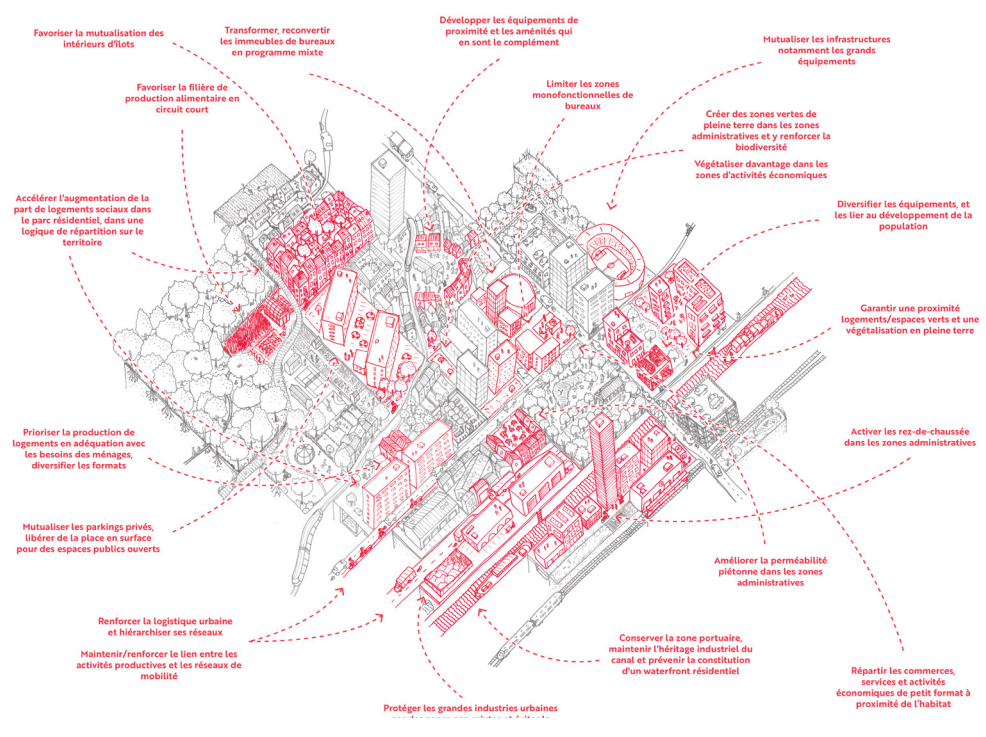 Favoriser la mutualisation des
intérieurs d'îlots
Transformer, reconvertir
les immeubles de bureaux
en programme mixte
Développer les équipements de
proximité et les aménités qui
en sont le complément
Mutualiser les infrastructures
notamment les grands
équipements
Favoriser la filière de
production alimentaire en
circuit court
Limiter les zones
monofonctionnelles de
bureaux
Créer des zones vertes de
pleine terre dans les zones
administratives et y renforcer la
biodiversité
Végétaliser davantage dans les
zones d'activités économiques
Accélérer l'augmentation de la
part de logements sociaux dans
le parc résidentiel, dans une
logique de répartition sur le
territoire
Diversifier les équipements, et
les lier au développement de la
population
Garantir une proximité
logements/espaces verts et une
végétalisation en pleine terre
Prioriser la production de
logements en adéquation avec
les besoins des ménages,
diversifier les formats
Activer les rez-de-chaussée
dans les zones administratives
Mutualiser les parkings privés,
libérer de la place en surface
pour des espaces publics ouverts
Améliorer la perméabilité
piétonne dans les zones
administratives
Renforcer la logistique urbaine
et hiérarchiser ses réseaux
Maintenir/renforcer le lien entre les
activités productives et les réseaux de
mobilité
Conserver la zone portuaire,
maintenir l'héritage industriel du
canal et prévenir la constitution
d'un waterfront résidentiel
Répartir les commerces,
services et activités
économiques de petit format à
proximité de l'habitat
Protéger les grandes industries urbaines